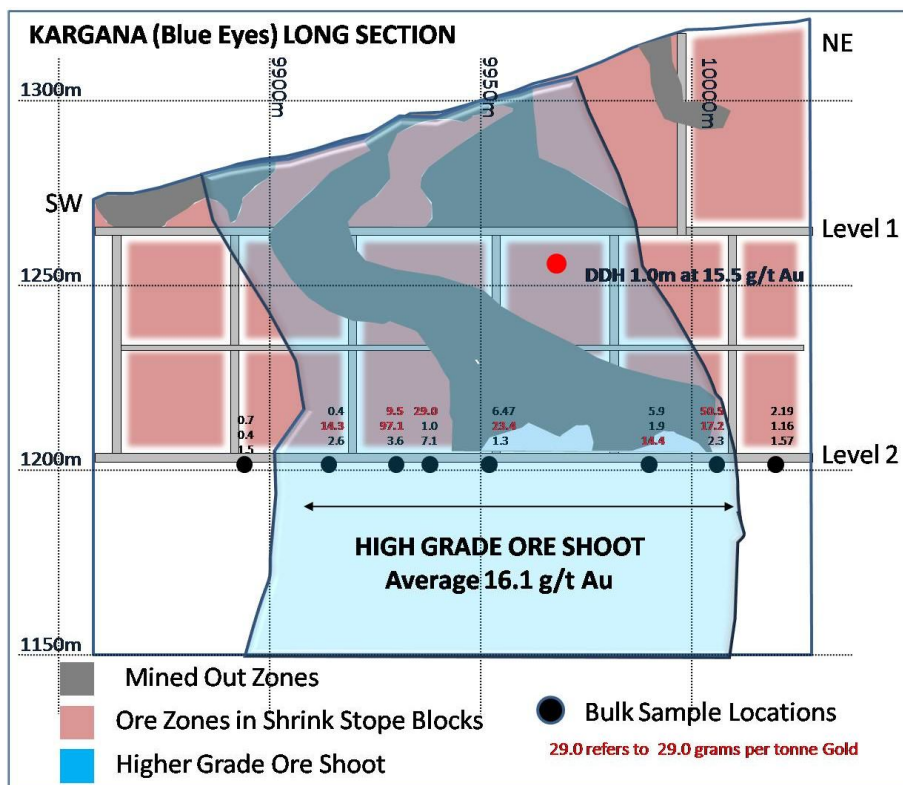 KARGANA (Blue Eyes) LONG SECTION
NE
9900m
9950m
10000m
1300m
SW
Level 1
1250m
DDH 1.0m at 15.5 g/t Au
0.7
0.4
1.5
0.4
14.3
2.6
9.5
97.1
3.6
29.0
1.0
7.1
6.47
23.4
1.3
5.9
1.9
14.4
50.5
17.2
2.3
2.19
1.16
1.57
1200m
Level 2
HIGH GRADE ORE SHOOT
Average 16.1 g/t Au
1150m
Mined Out Zones
Ore Zones in Shrink Stope Blocks
Higher Grade Ore Shoot
Bulk Sample Locations
29.0 refers to 29.0 grams per tonne Gold